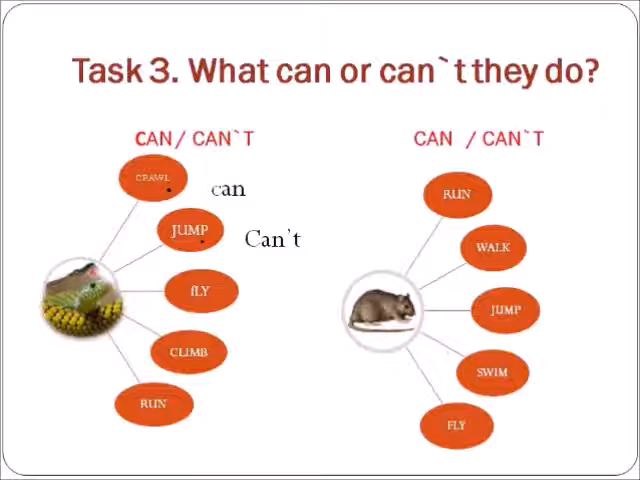 Task 3. What can or can`t they do?
CAN / CAN`T
CRAWL
can
JUMP
Can't
fLY
CLIMB
RUN
CAN / CAN`T
RUN
WALK
JUMP
SWIM
FLY